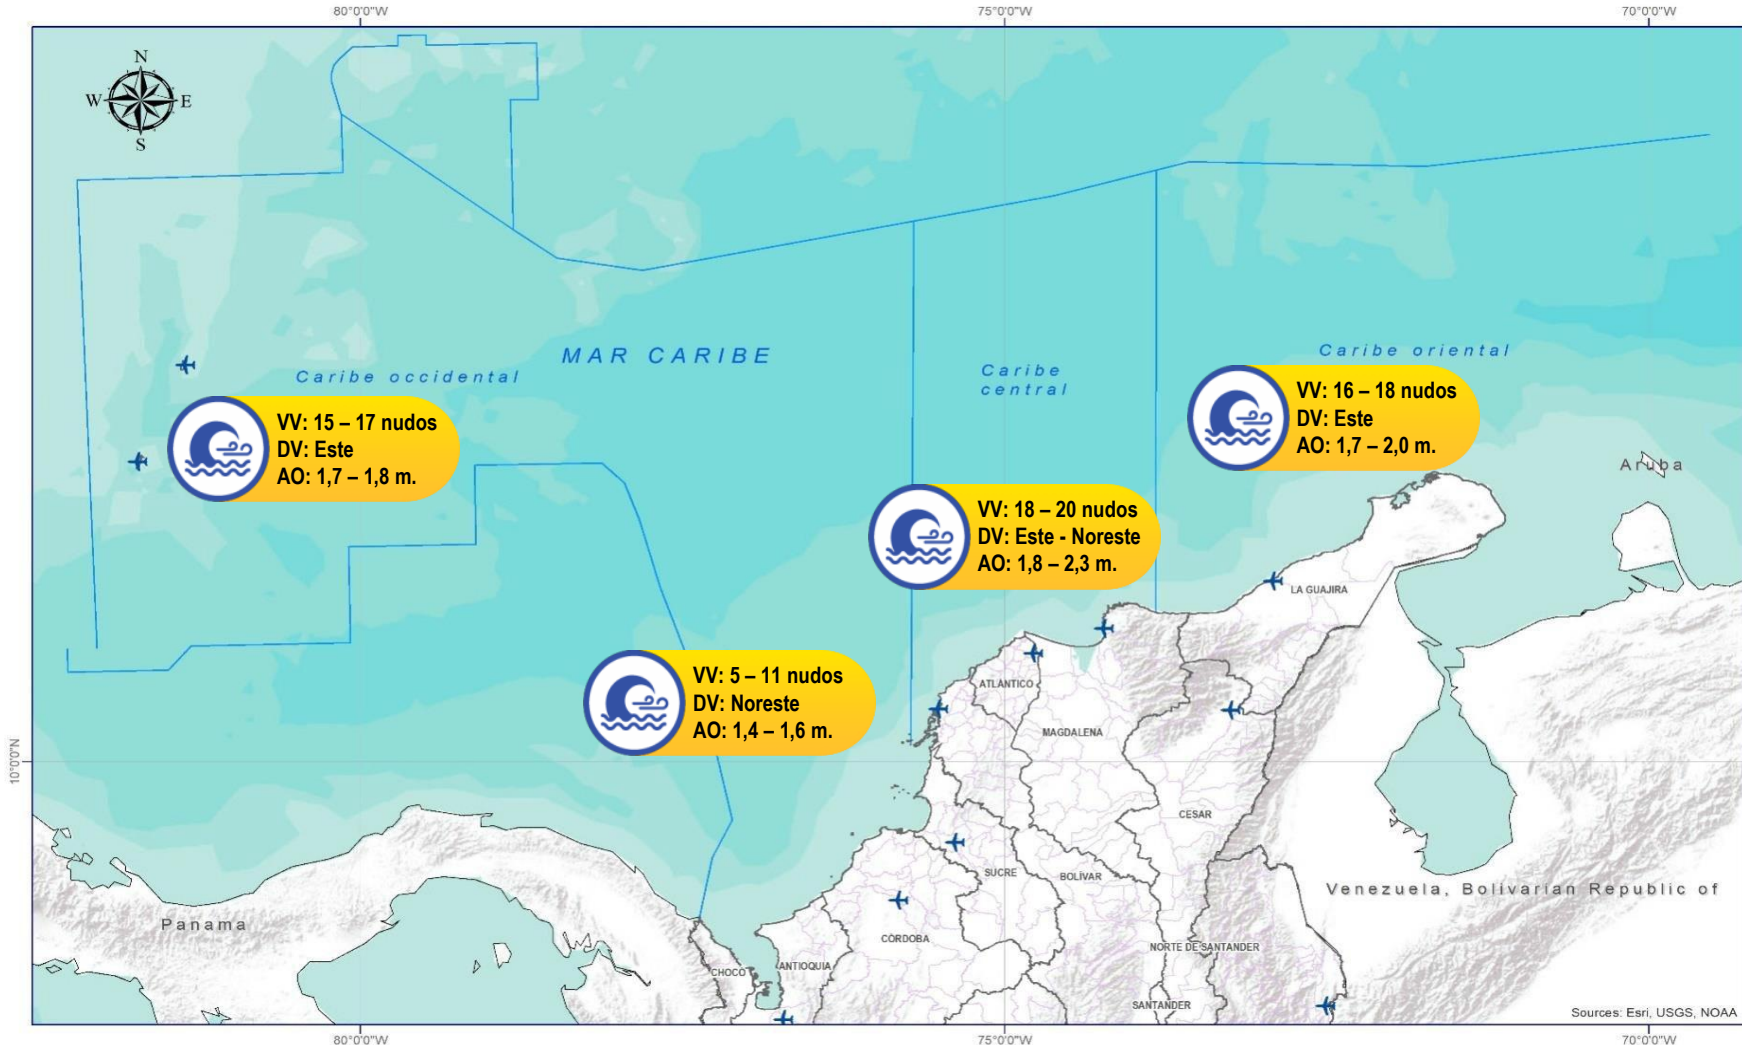 80°0'0"W
75°0'0"W
70°0'0"W
N
W
E
S
MAR CARIBE
Caribe occidental
Caribe
central
Caribe oriental
VV: 15 – 17 nudos
DV: Este
AO: 1,7 – 1,8 m.
VV: 16 – 18 nudos
DV: Este
AO: 1,7 – 2,0 m.
Aruba
VV: 18 – 20 nudos
DV: Este - Noreste
AO: 1,8 – 2,3 m.
LA GUAJIRA
VV: 5 – 11 nudos
DV: Noreste
AO: 1,4 – 1,6 m.
ATLÁNTICO
MAGDALENA
10°0'0"N
CESAR
SUCRE
BOLÍVAR
Venezuela, Bolivarian Republic of
Panama
CÓRDOBA
NORTE DE SANTANDER
CHOCÓ
ANTIOQUIA
SANTANDER
Sources: Esri, USGS, NOAA
80°0'0"W
75°0'0"W
70°0'0"W